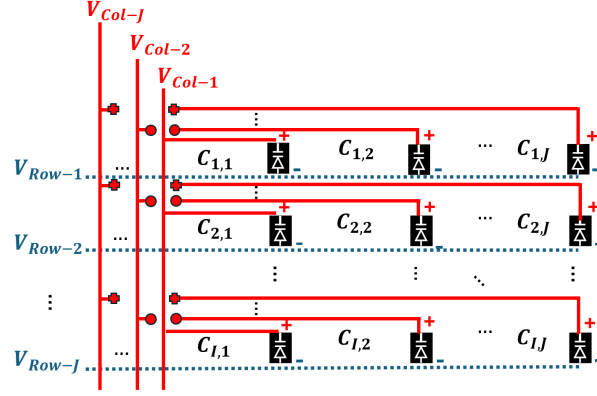 V_{Col-J}
V_{Col-2}
V_{Col-1}
⋮
+ + +
C_{1,1} C_{1,2} ... C_{1,J}
V_{Row-1} ... - - -
⋮
+ + +
C_{2,1} C_{2,2} ... C_{2,J}
V_{Row-2} ... - - -
⋮ ⋮ ⋮ ⋱ ⋮
⋮
+ + +
C_{I,1} C_{I,2} ... C_{I,J}
V_{Row-J} ... - - -